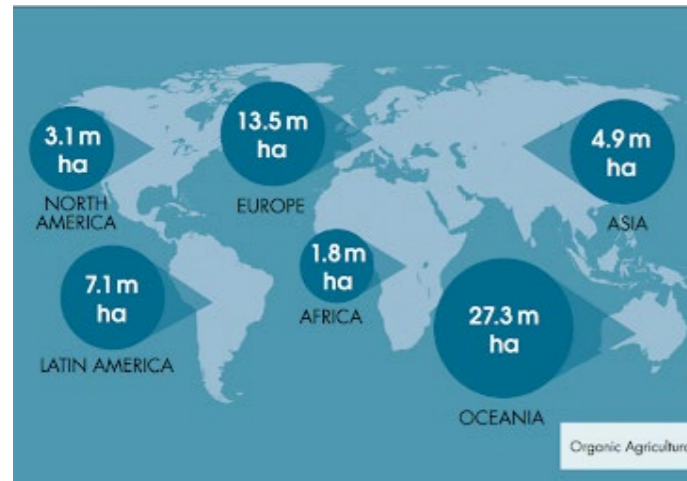 3.1 m
ha
NORTH
AMERICA
13.5 m
ha
EUROPE
4.9 m
ha
ASIA
7.1 m
ha
LATIN AMERICA
1.8 m
ha
AFRICA
27.3 m
ha
OCEANIA
Organic Agricultur